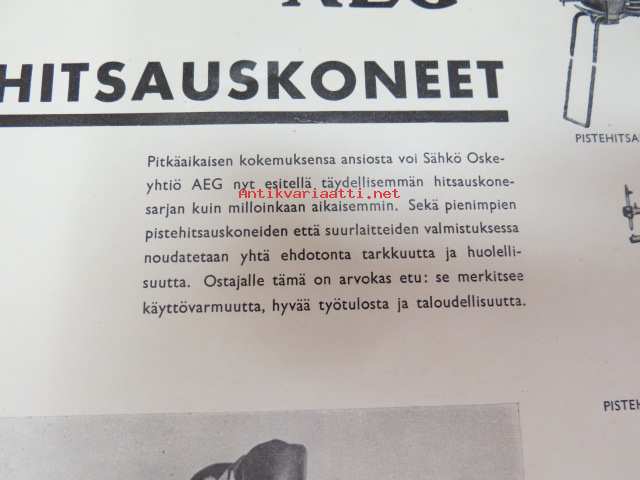 AEG
HITSAUSKONEET
Pitkäaikaisen kokemuksensa ansiosta voi Sähkö Oske-
yhtiö AEG nyt esitellä täydellisemmän hitsauskone-
Antikvariaatti.net
sarjan kuin milloinkaan aikaisemmin. Sekä pienimpien
pistehitsauskoneiden että suurlaitteiden valmistuksessa
noudatetaan yhtä ehdotonta tarkkuutta ja huolelli-
suutta. Ostajalle tämä on arvokas etu: se merkitsee
käyttövarmuutta, hyvää työtulosta ja taloudellisuutta.
PISTEHITSA
PISTEH